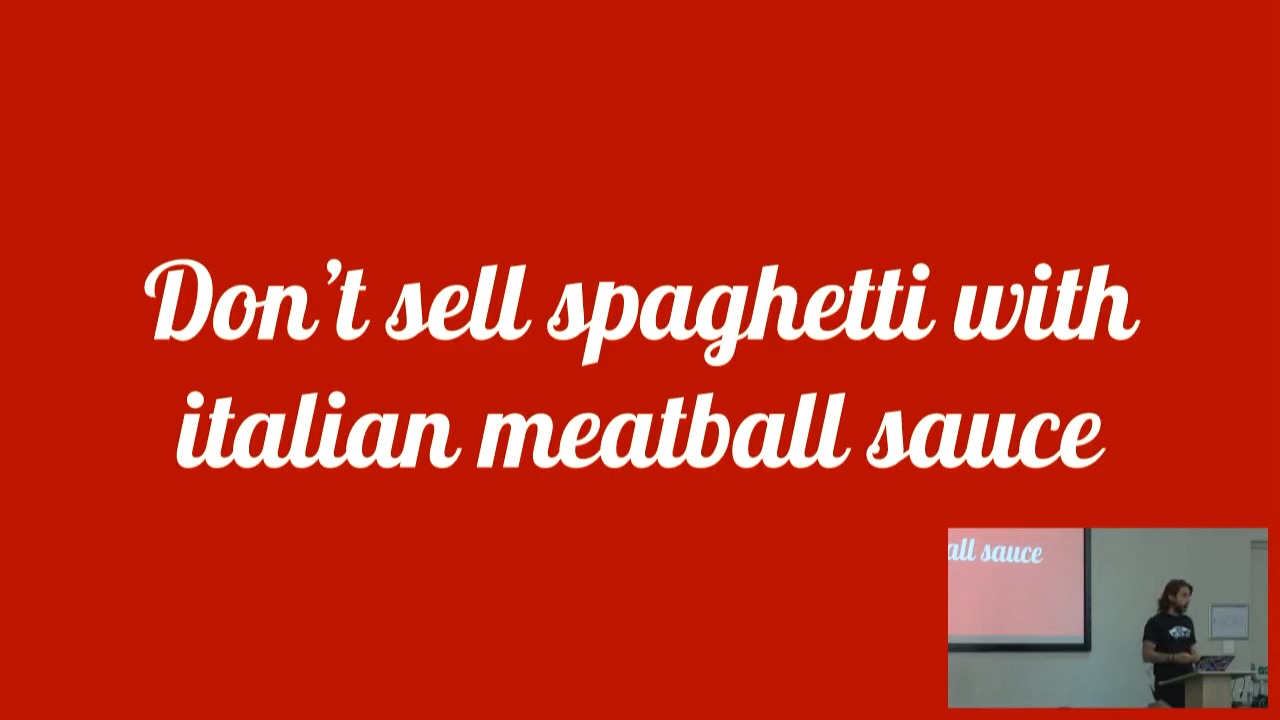 Don't sell spaghetti with
italian meatball sauce
all sauce